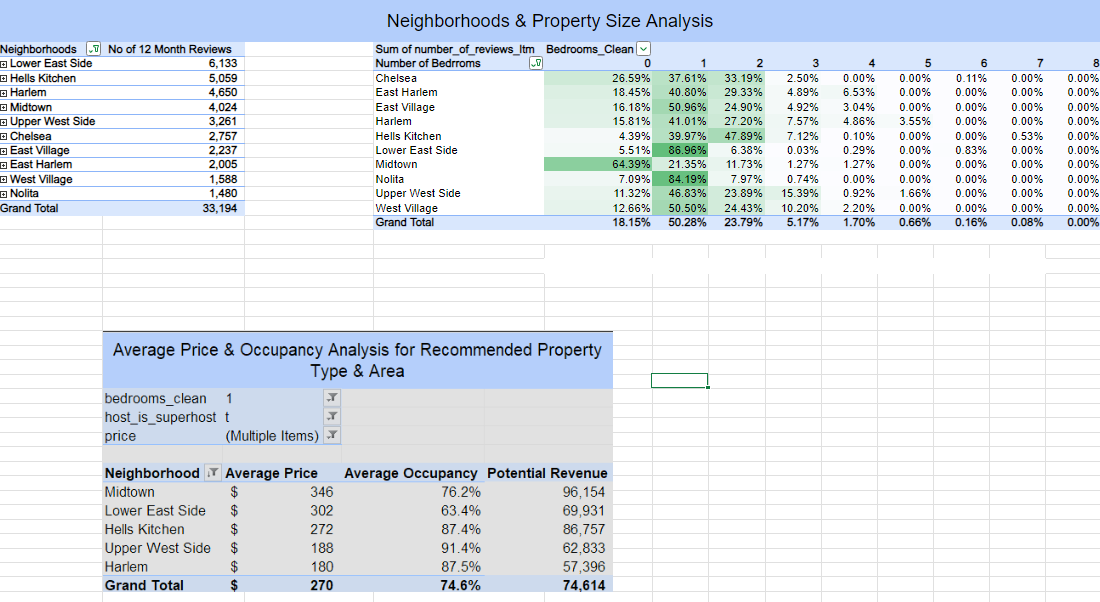 Neighborhoods & Property Size Analysis
Neighborhoods No of 12 Month Reviews
Lower East Side 6,133
Hells Kitchen 5,059
Harlem 4,650
Midtown 4,024
Upper West Side 3,261
Chelsea 2,757
East Village 2,237
East Harlem 2,005
West Village 1,588
Nolita 1,480
Grand Total 33,194
Sum of number_of_reviews_ltm Bedrooms_Clean
Number of Bedrroms 0 1 2 3 4 5 6 7 8
Chelsea 26.59% 37.61% 33.19% 2.50% 0.00% 0.00% 0.11% 0.00% 0.00%
East Harlem 18.45% 40.80% 29.33% 4.89% 6.53% 0.00% 0.00% 0.00% 0.00%
East Village 16.18% 50.96% 24.90% 4.92% 3.04% 0.00% 0.00% 0.00% 0.00%
Harlem 15.81% 41.01% 27.20% 7.57% 4.86% 3.55% 0.00% 0.00% 0.00%
Hells Kitchen 4.39% 39.97% 47.89% 7.12% 0.10% 0.00% 0.00% 0.53% 0.00%
Lower East Side 5.51% 86.96% 6.38% 0.03% 0.29% 0.00% 0.83% 0.00% 0.00%
Midtown 64.39% 21.35% 11.73% 1.27% 1.27% 0.00% 0.00% 0.00% 0.00%
Nolita 7.09% 84.19% 7.97% 0.74% 0.00% 0.00% 0.00% 0.00% 0.00%
Upper West Side 11.32% 46.83% 23.89% 15.39% 0.92% 1.66% 0.00% 0.00% 0.00%
West Village 12.66% 50.50% 24.43% 10.20% 2.20% 0.00% 0.00% 0.00% 0.00%
Grand Total 18.15% 50.28% 23.79% 5.17% 1.70% 0.66% 0.16% 0.08% 0.00%
Average Price & Occupancy Analysis for Recommended Property
Type & Area
bedrooms_clean 1
host_is_superhost t
price (Multiple Items)
Neighborhood Average Price Average Occupancy Potential Revenue
Midtown $ 346 76.2% 96,154
Lower East Side $ 302 63.4% 69,931
Hells Kitchen $ 272 87.4% 86,757
Upper West Side $ 188 91.4% 62,833
Harlem $ 180 87.5% 57,396
Grand Total $ 270 74.6% 74,614